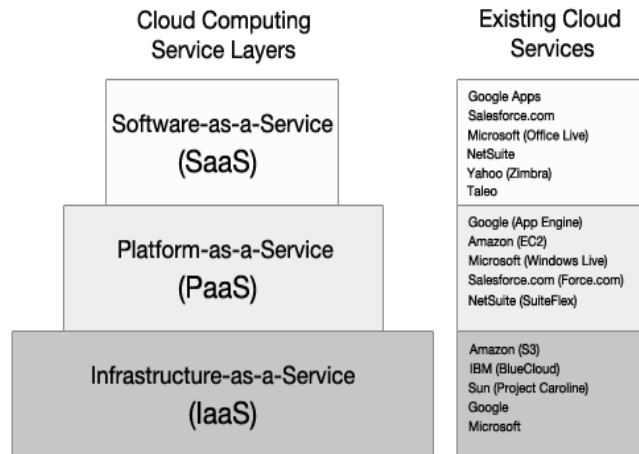 Cloud Computing
Service Layers
Software-as-a-Service
(SaaS)
Platform-as-a-Service
(PaaS)
Infrastructure-as-a-Service
(IaaS)
Existing Cloud
Services
Google Apps
Salesforce.com
Microsoft (Office Live)
NetSuite
Yahoo (Zimbra)
Taleo
Google (App Engine)
Amazon (EC2)
Microsoft (Windows Live)
Salesforce.com (Force.com)
NetSuite (SuiteFlex)
Amazon (S3)
IBM (BlueCloud)
Sun (Project Caroline)
Google
Microsoft